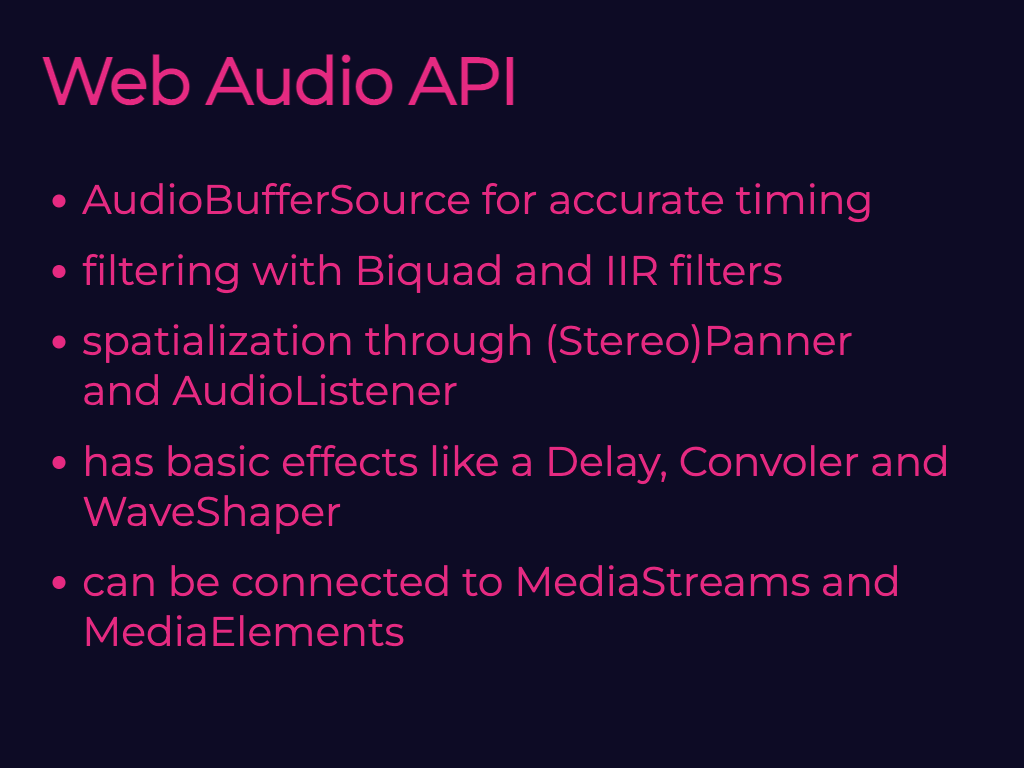 Web Audio API
• AudioBufferSource for accurate timing
• filtering with Biquad and IIR filters
• spatialization through (Stereo)Panner
and AudioListener
• has basic effects like a Delay, Convoler and
WaveShaper
• can be connected to MediaStreams and
MediaElements